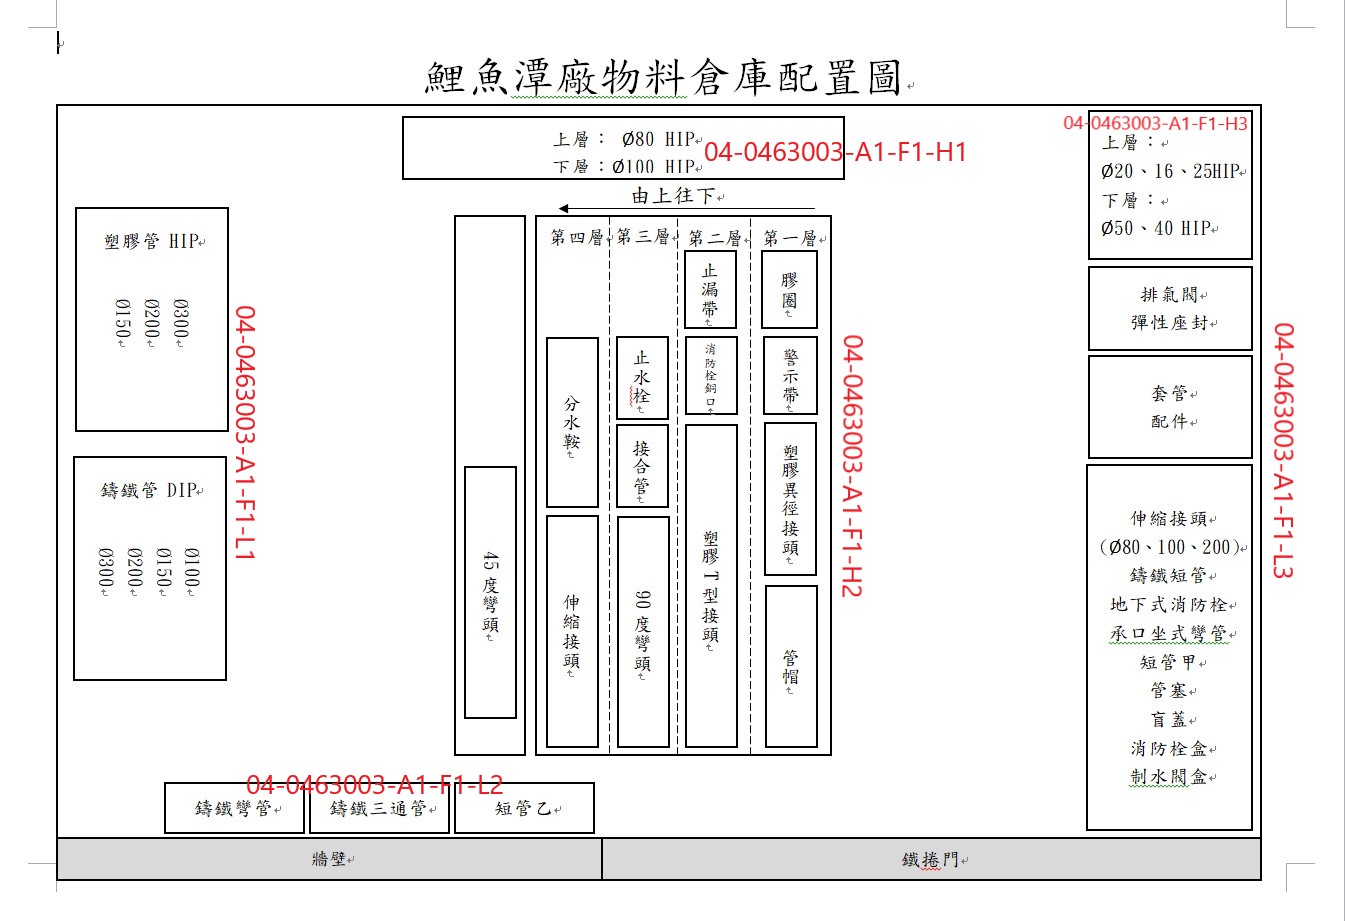 鯉魚潭廠物料倉庫配置圖
上層： Ø80 HIP
下層：Ø100 HIP
04-0463003-A1-F1-H1
04-0463003-A1-F1-H3
上層：
Ø20、16、25HIP
下層：
Ø50、40 HIP
由上往下
塑膠管 HIP
Ø300
Ø200
Ø150
04-0463003-A1-F1-L1
鑄鐵管 DIP
Ø100
Ø150
Ø200
Ø300
45 度彎頭
第四層
第三層
第二層
第一層
分水鞍
伸縮接頭
止水栓
接合管
90 度彎頭
止漏帶
消防栓銅口
塑膠 T 型接頭
膠圈
警示帶
塑膠異徑接頭
管帽
04-0463003-A1-F1-H2
排氣閥
彈性座封
套管
配件
04-0463003-A1-F1-L3
伸縮接頭
(Ø80、100、200)
鑄鐵短管
地下式消防栓
承口坐式彎管
短管甲
管塞
盲蓋
消防栓盒
制水閥盒
04-0463003-A1-F1-L2
鑄鐵彎管
鑄鐵三通管
短管乙
牆壁
鐵捲門